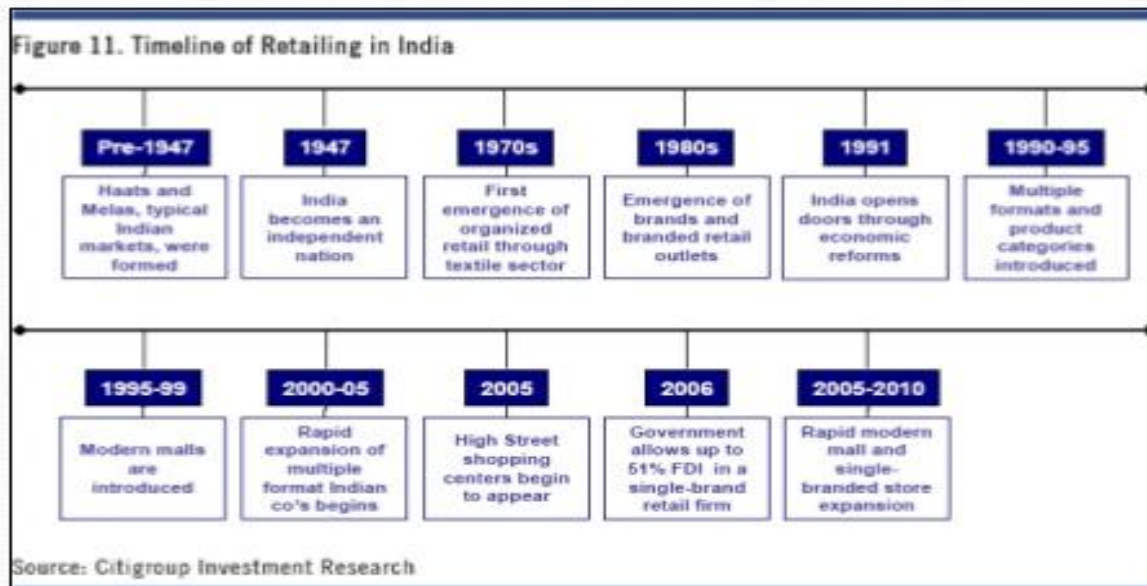 Figure 11. Timeline of Retailing in India
Pre-1947
Haats and
Melas, typical
Indian
markets, were
formed
1947
India
becomes an
independent
nation
1970s
First
emergence of
organized
retail through
textile sector
1980s
Emergence of
brands and
branded retail
outlets
1991
India opens
doors through
economic
reforms
1990-95
Multiple
formats and
product
categories
introduced
1995-99
Modern malls
are
introduced
2000-05
Rapid
expansion of
multiple
format Indian
co's begins
2005
High Street
shopping
centers begin
to appear
2006
Government
allows up to
51% FDI in a
single-brand
retail firm
2005-2010
Rapid modern
mall and
single-
branded store
expansion
Source: Citigroup Investment Research